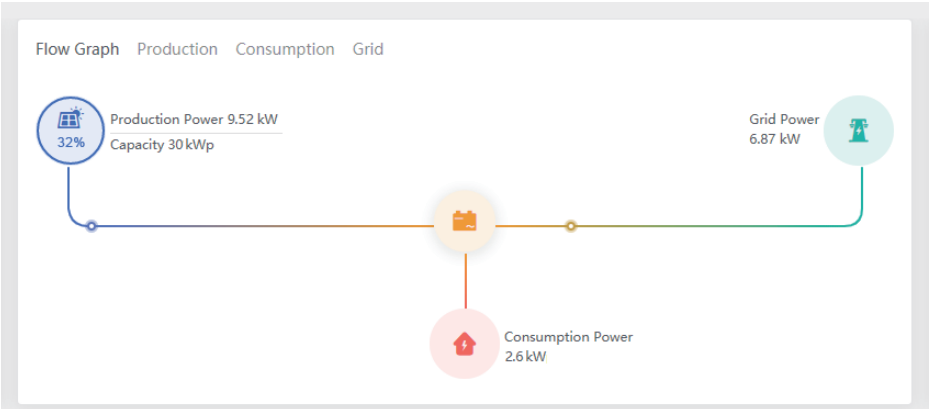 Flow Graph Production Consumption Grid
Production Power 9.52 kW
32%
Capacity 30 kWp
Grid Power
6.87 kW
Consumption Power
2.6 kW